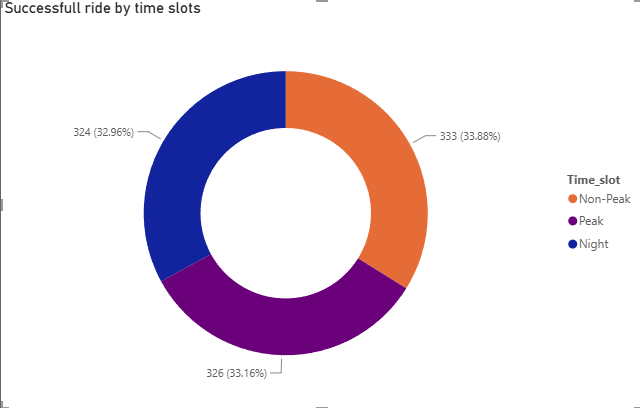 Successfull ride by time slots
324 (32.96%)
333 (33.88%)
Time_slot
Non-Peak
Peak
Night
326 (33.16%)